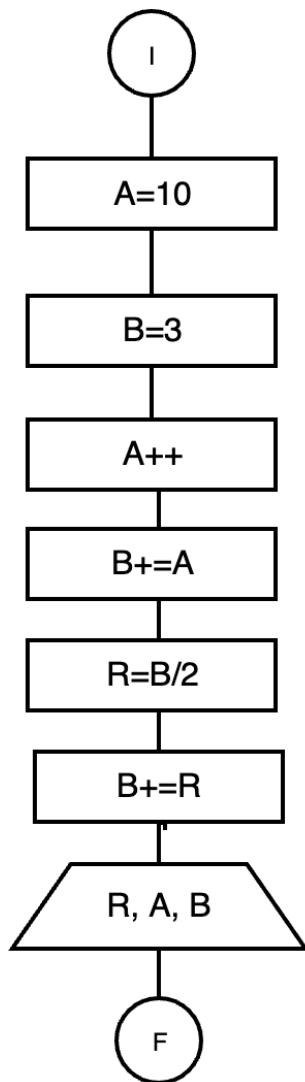 I
A=10
B=3
A++
B+=A
R=B/2
B+=R
R, A, B
F